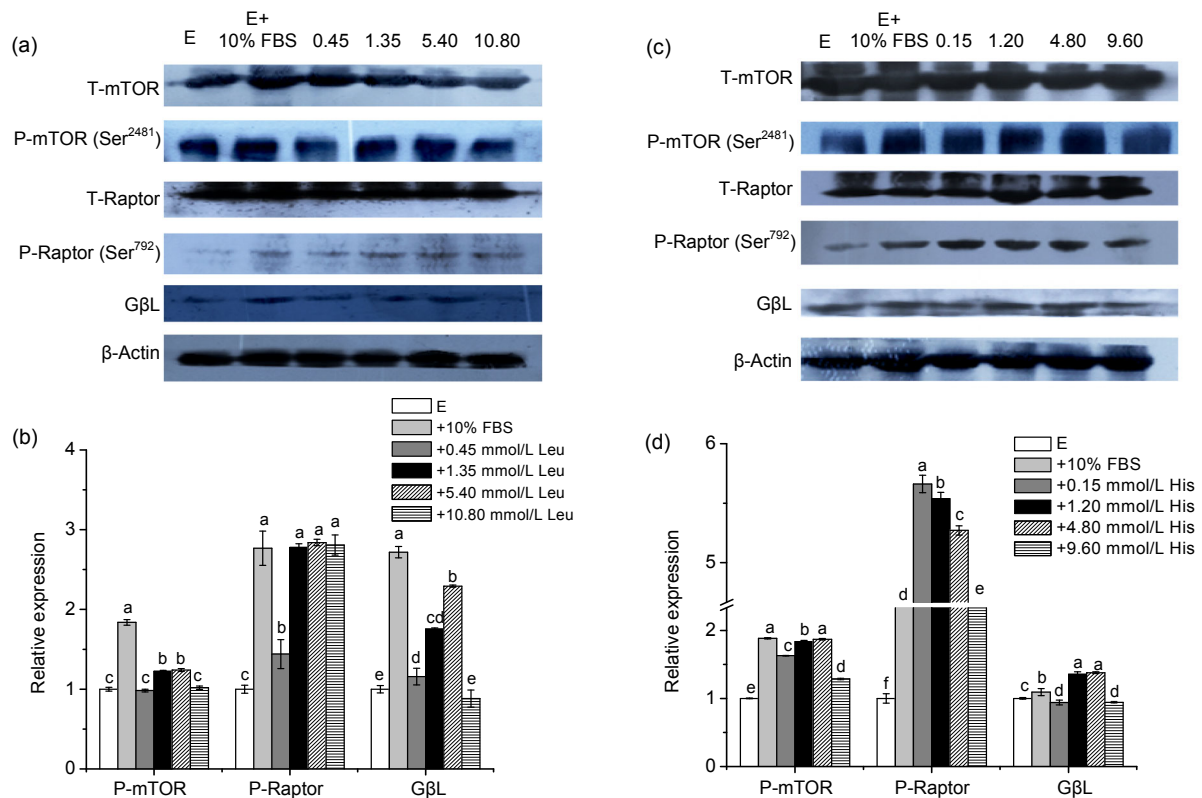 (a)
E
E+
10% FBS
0.45 1.35 5.40 10.80
T-mTOR
P-mTOR (Ser2481)
T-Raptor
P-Raptor (Ser792)
GβL
β-Actin
(b)
E
+10% FBS
+0.45 mmol/L Leu
+1.35 mmol/L Leu
+5.40 mmol/L Leu
+10.80 mmol/L Leu
Relative expression
4
3
2
1
0
c a c b b c
c a b a a a
e a d cd b e
P-mTOR P-Raptor GβL
(c)
E
E+
10% FBS
0.15 1.20 4.80 9.60
T-mTOR
P-mTOR (Ser2481)
T-Raptor
P-Raptor (Ser792)
GβL
β-Actin
(d)
E
+10% FBS
+0.15 mmol/L His
+1.20 mmol/L His
+4.80 mmol/L His
+9.60 mmol/L His
Relative expression
6
5
2
1
0
e a c b a d
f d a b c e
c b d a a d
P-mTOR P-Raptor GβL